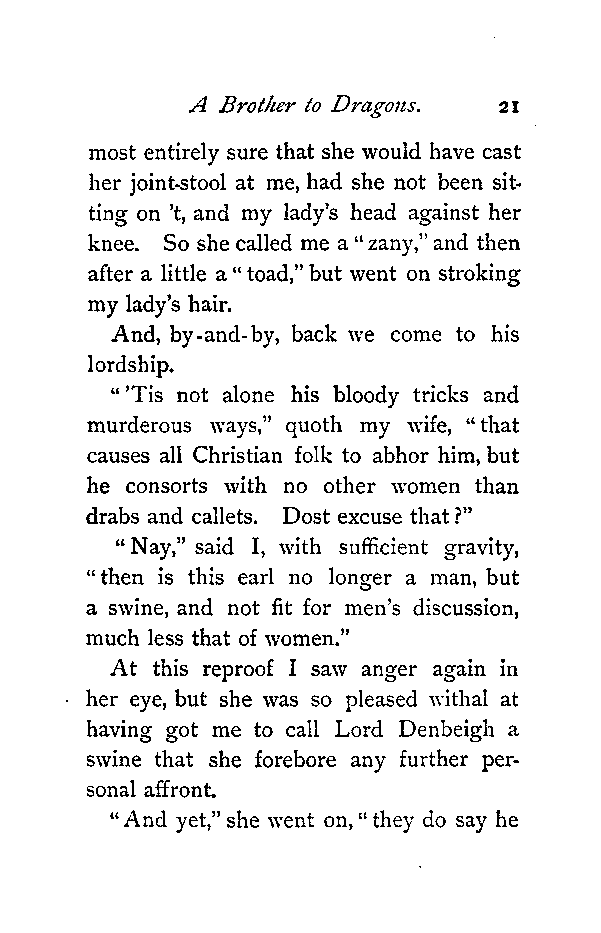 A Brother to Dragons. 21
most entirely sure that she would have cast
her joint-stool at me, had she not been sit-
ting on 't, and my lady's head against her
knee. So she called me a "zany," and then
after a little a "toad," but went on stroking
my lady's hair.
And, by-and-by, back we come to his
lordship.
"'Tis not alone his bloody tricks and
murderous ways," quoth my wife, "that
causes all Christian folk to abhor him, but
he consorts with no other women than
drabs and callets. Dost excuse that?"
"Nay," said I, with sufficient gravity,
"then is this earl no longer a man, but
a swine, and not fit for men's discussion,
much less that of women."
At this reproof I saw anger again in
her eye, but she was so pleased withal at
having got me to call Lord Denbeigh a
swine that she forebore any further per-
sonal affront.
"And yet," she went on, "they do say he